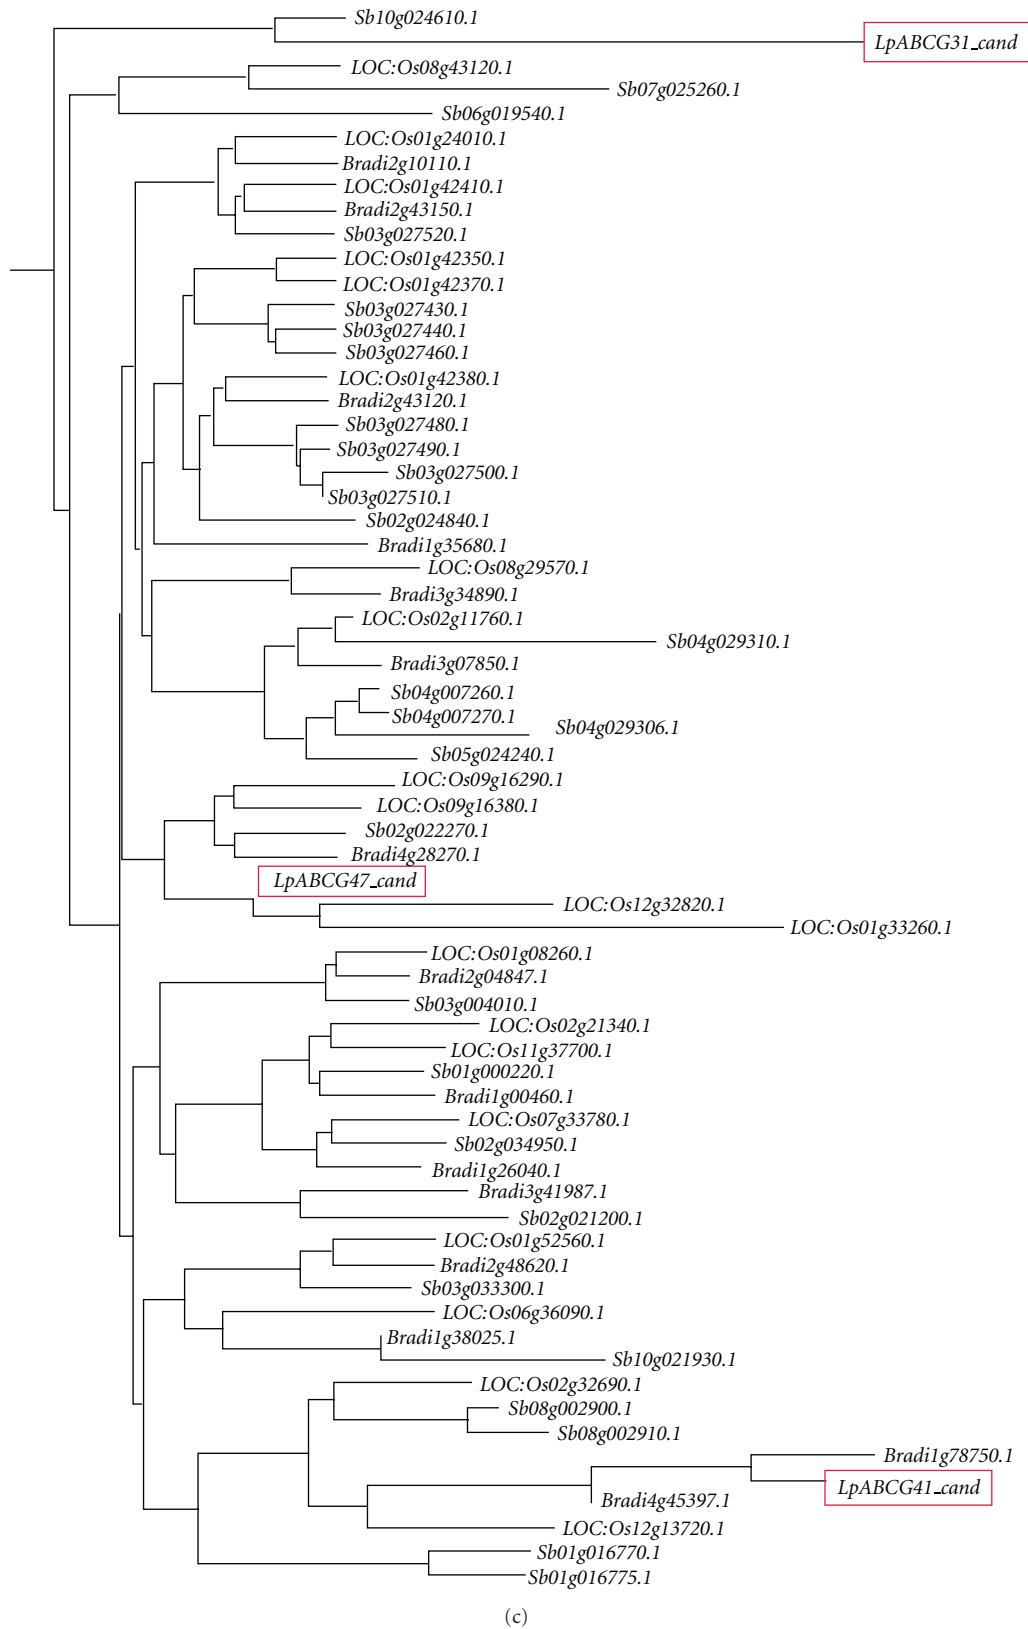 Sb10g024610.1
LpABCG31_cand
LOC:Os08g43120.1
Sb07g025260.1
Sb06g019540.1
LOC:Os01g24010.1
Bradi2g10110.1
LOC:Os01g42410.1
Bradi2g43150.1
Sb03g027520.1
LOC:Os01g42350.1
LOC:Os01g42370.1
Sb03g027430.1
Sb03g027440.1
Sb03g027460.1
LOC:Os01g42380.1
Bradi2g43120.1
Sb03g027480.1
Sb03g027490.1
Sb03g027500.1
Sb03g027510.1
Sb02g024840.1
Bradi1g35680.1
LOC:Os08g29570.1
Bradi3g34890.1
LOC:Os02g11760.1
Sb04g029310.1
Bradi3g07850.1
Sb04g007260.1
Sb04g007270.1
Sb04g029306.1
Sb05g024240.1
LOC:Os09g16290.1
LOC:Os09g16380.1
Sb02g022270.1
Bradi4g28270.1
LpABCG47_cand
LOC:Os12g32820.1
LOC:Os01g33260.1
LOC:Os01g08260.1
Bradi2g04847.1
Sb03g004010.1
LOC:Os02g21340.1
LOC:Os11g37700.1
Sb01g000220.1
Bradi1g00460.1
LOC:Os07g33780.1
Sb02g034950.1
Bradi1g26040.1
Bradi3g41987.1
Sb02g021200.1
LOC:Os01g52560.1
Bradi2g48620.1
Sb03g033300.1
LOC:Os06g36090.1
Bradi1g38025.1
Sb10g021930.1
LOC:Os02g32690.1
Sb08g002900.1
Sb08g002910.1
Bradi1g78750.1
LpABCG41_cand
Bradi4g45397.1
LOC:Os12g13720.1
Sb01g016770.1
Sb01g016775.1
(c)